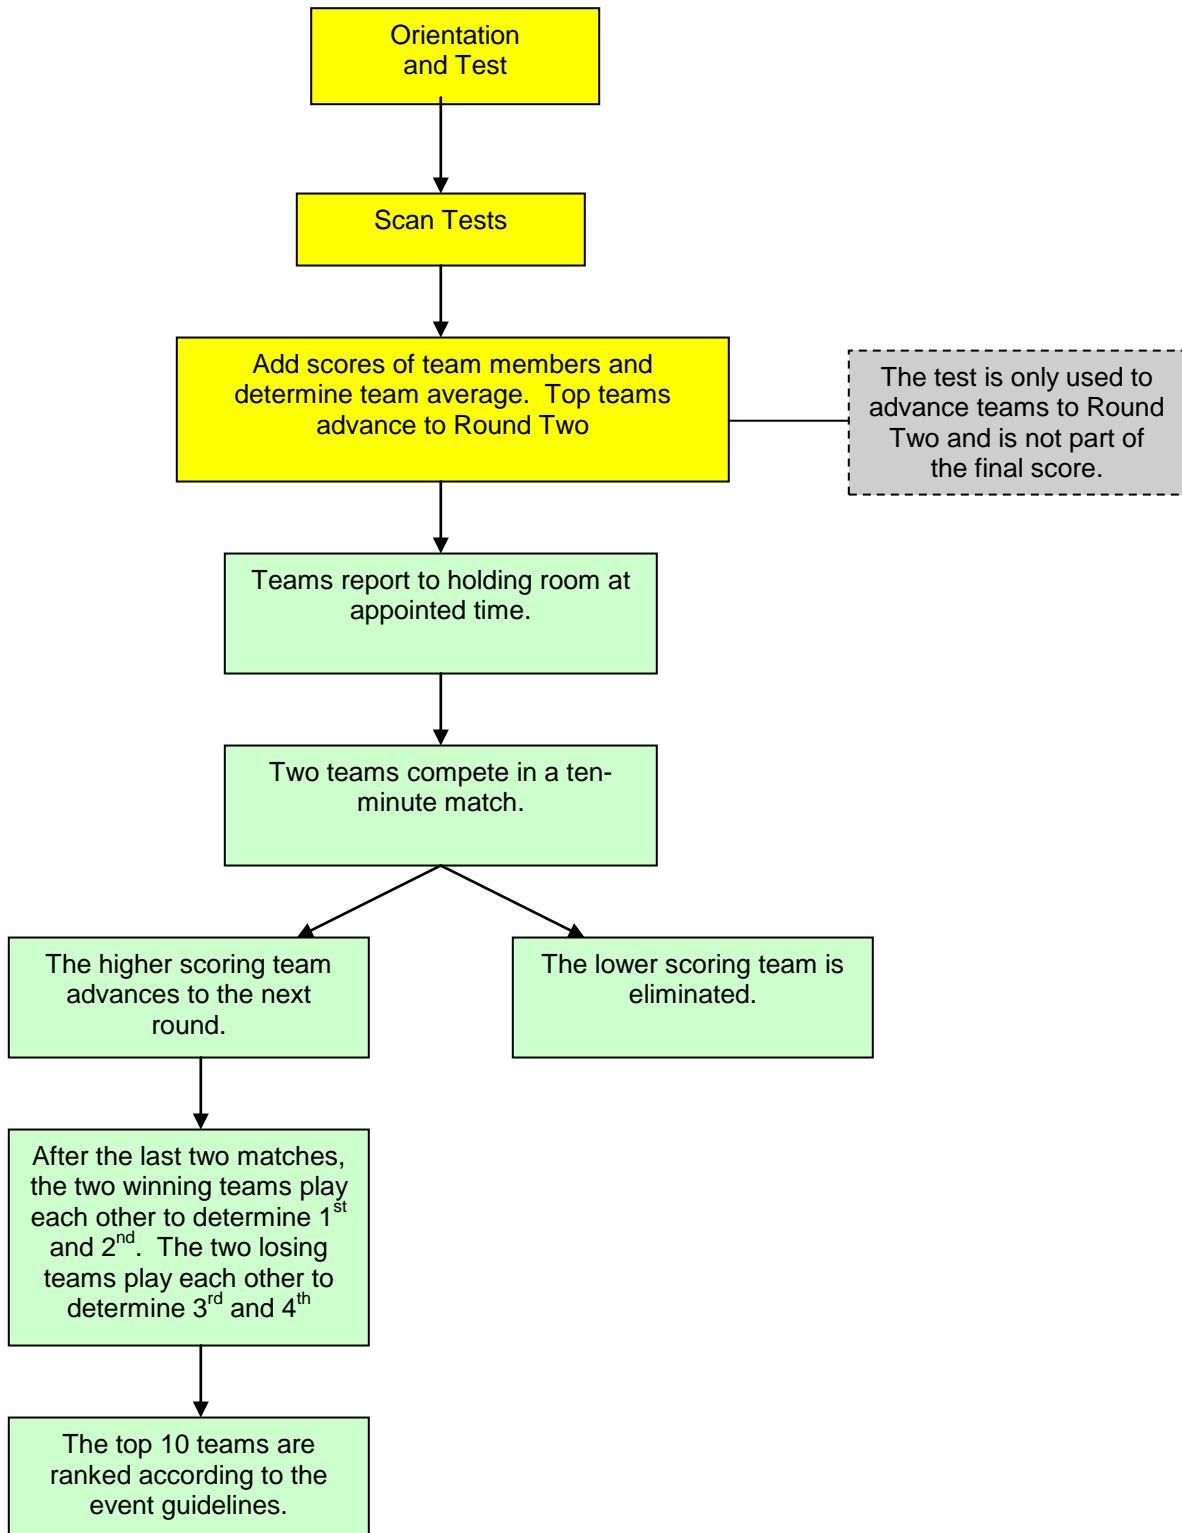 Orientation
and Test
Scan Tests
Add scores of team members and
determine team average.  Top teams
advance to Round Two
The test is only used to
advance teams to Round
Two and is not part of
the final score.
Teams report to holding room at
appointed time.
Two teams compete in a ten-
minute match.
The higher scoring team
advances to the next
round.
The lower scoring team is
eliminated.
After the last two matches,
the two winning teams play
each other to determine 1st
and 2nd.  The two losing
teams play each other to
determine 3rd and 4th
The top 10 teams are
ranked according to the
event guidelines.